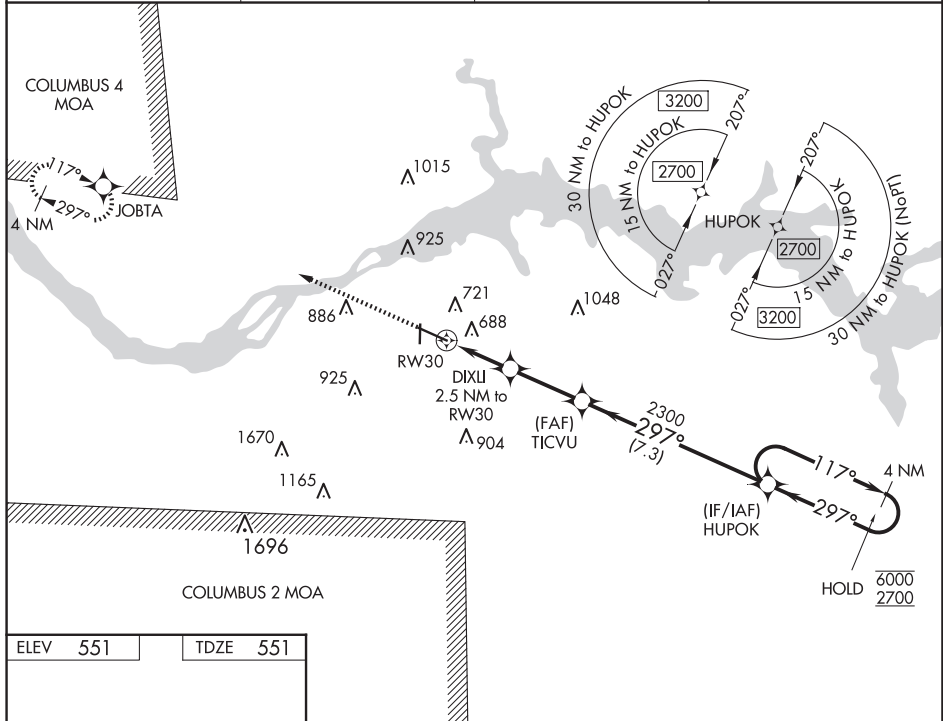 COLUMBUS 4
MOA
117°
297°
4 NM
JOBTA
1015
925
886
721
688
1048
RW30
DIXLI
2.5 NM to
RW30
925
904
1670
1165
1696
(FAF)
TICVU
2300
297°
(7.3)
(IF/IAF)
HUPOK
117°
4 NM
297°
HOLD
6000
2700
30 NM to HUPOK
3200
207°
15 NM to HUPOK
2700
027°
HUPOK
207°
2700
15 NM to HUPOK
027°
3200
30 NM to HUPOK (NoPT)
COLUMBUS 2 MOA
ELEV 551
TDZE 551